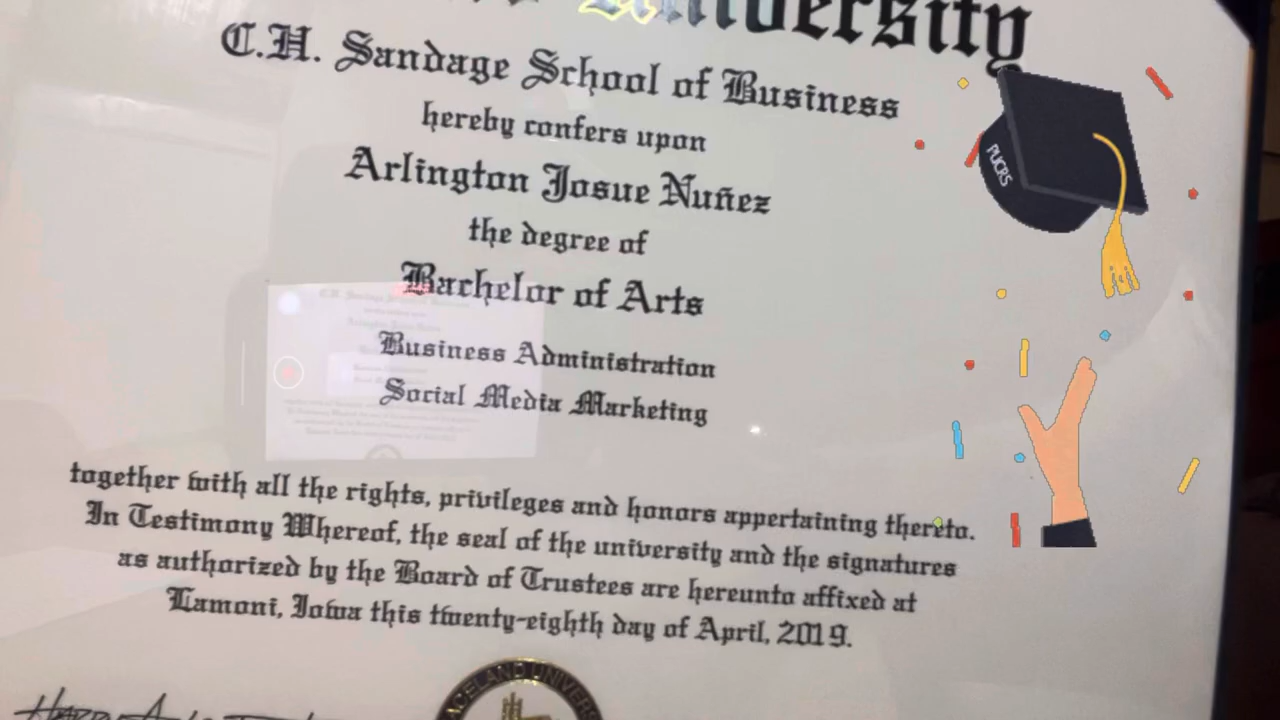 University
C.H. Sandage School of Business
hereby confers upon
Arlington Josue Nuñez
the degree of
Bachelor of Arts
Business Administration
Social Media Marketing
together with all the rights, privileges and honors appertaining thereto.
In Testimony Whereof, the seal of the university and the signatures
as authorized by the Board of Trustees are hereunto affixed at
Lamoni, Iowa this twenty-eighth day of April, 2019.
PUCRS